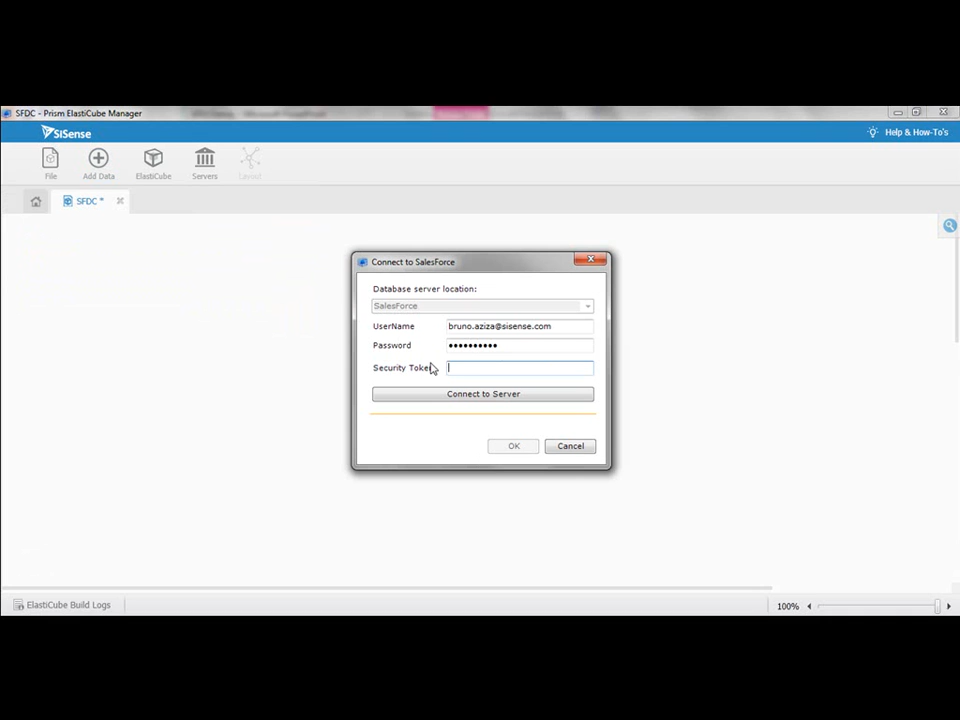 SFDC - Prism ElastiCube Manager
SiSense
Help & How-To's
File
Add Data
ElastiCube
Servers
Layout
SFDC *
Connect to SalesForce
Database server location:
SalesForce
UserName
bruno.aziza@sisense.com
Password
••••••••••
Security Token
Connect to Server
OK
Cancel
ElastiCube Build Logs
100%